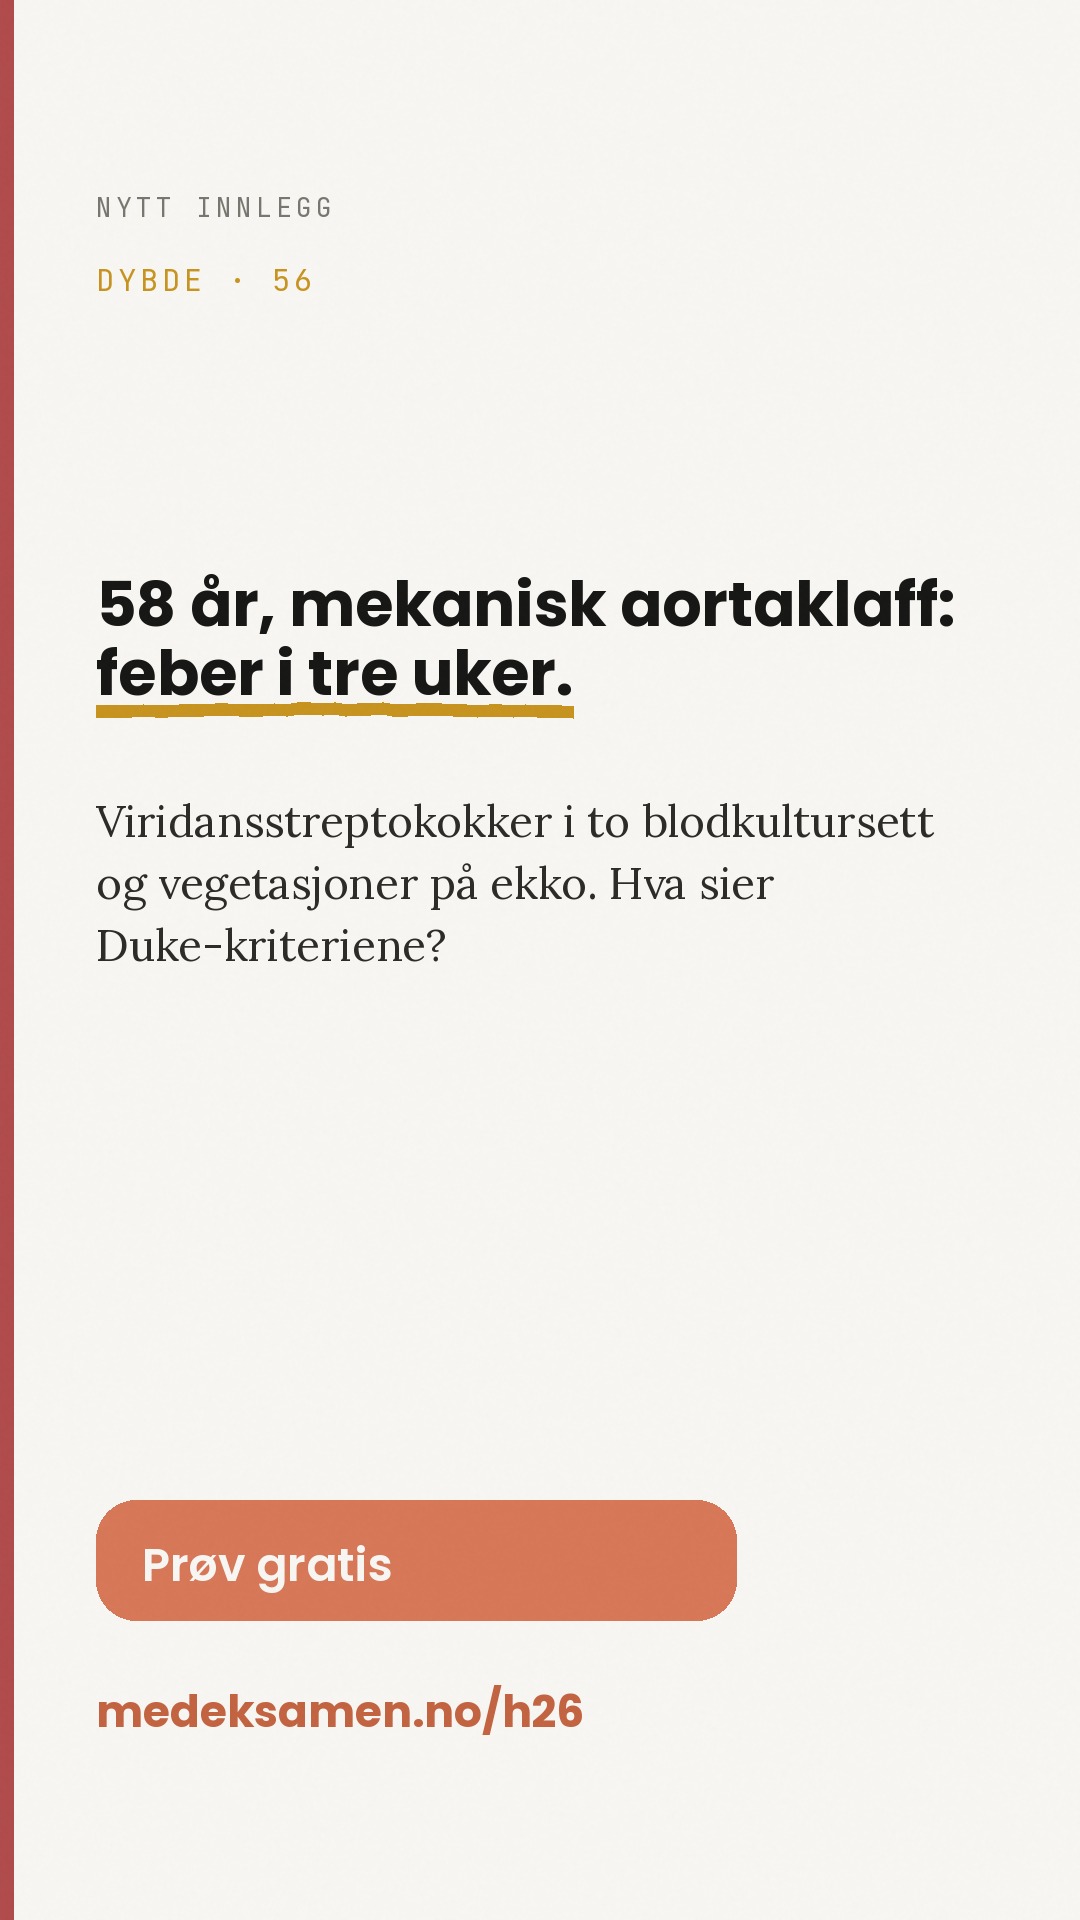 NYTT INNLEGG
DYBDE · 56
58 år, mekanisk aortaklaff:
feber i tre uker.
Viridansstreptokokker i to blodkultursett
og vegetasjoner på ekko. Hva sier
Duke-kriteriene?
Prøv gratis
medeksamen.no/h26